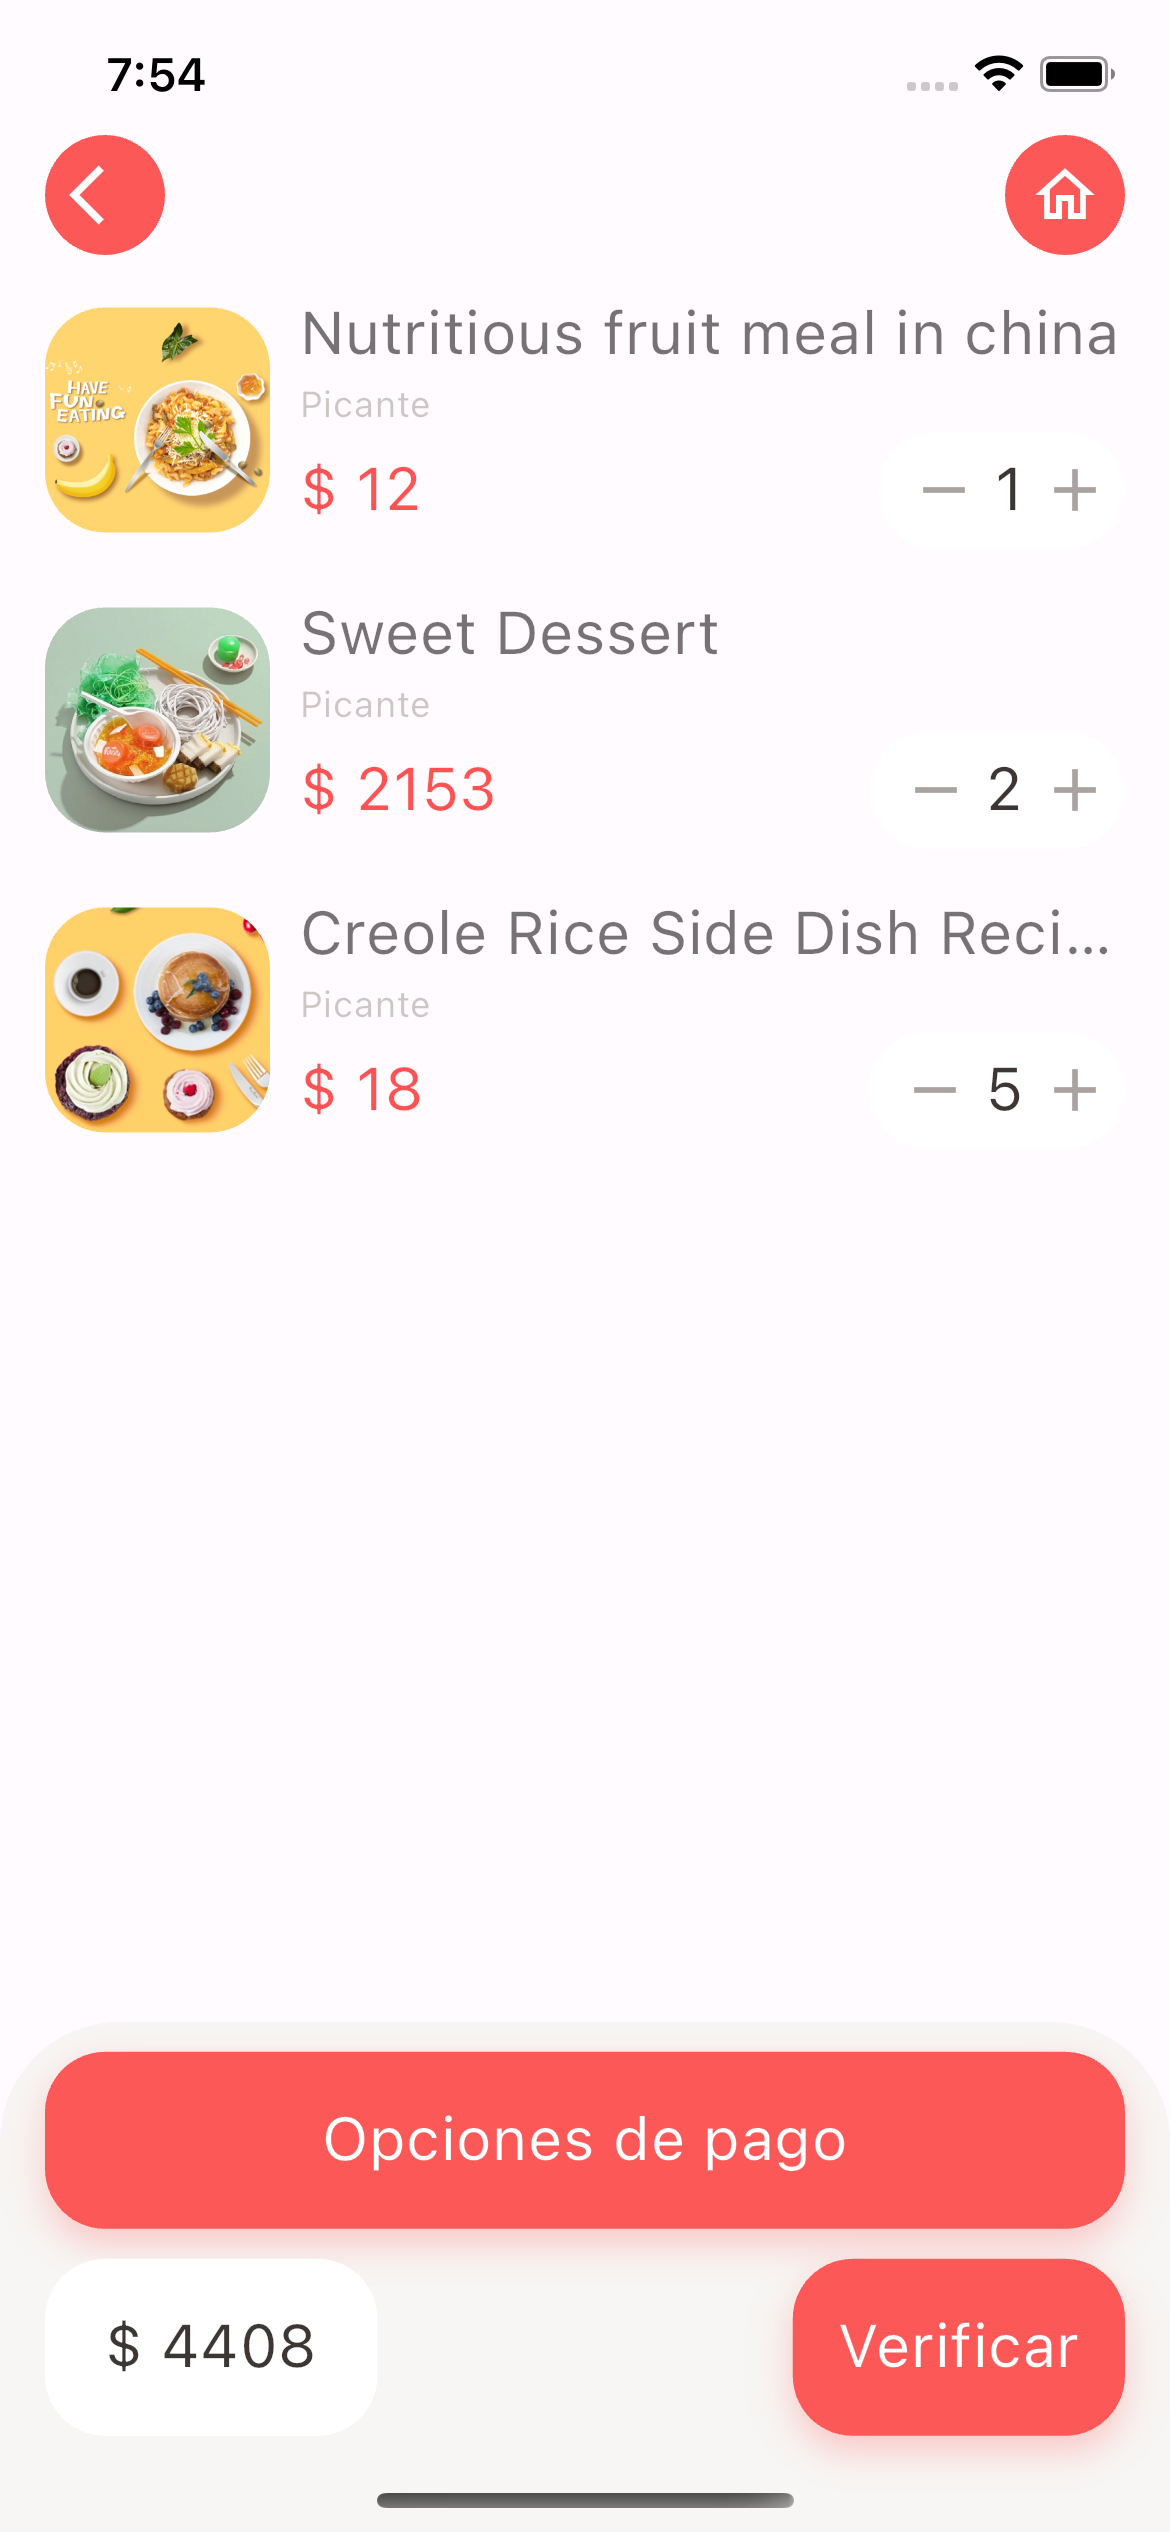 7:54
Nutritious fruit meal in china
Picante
$ 12
1
HAVE
FUN
EATING
Sweet Dessert
Picante
$ 2153
2
Creole Rice Side Dish Reci...
Picante
$ 18
5
Opciones de pago
$ 4408
Verificar